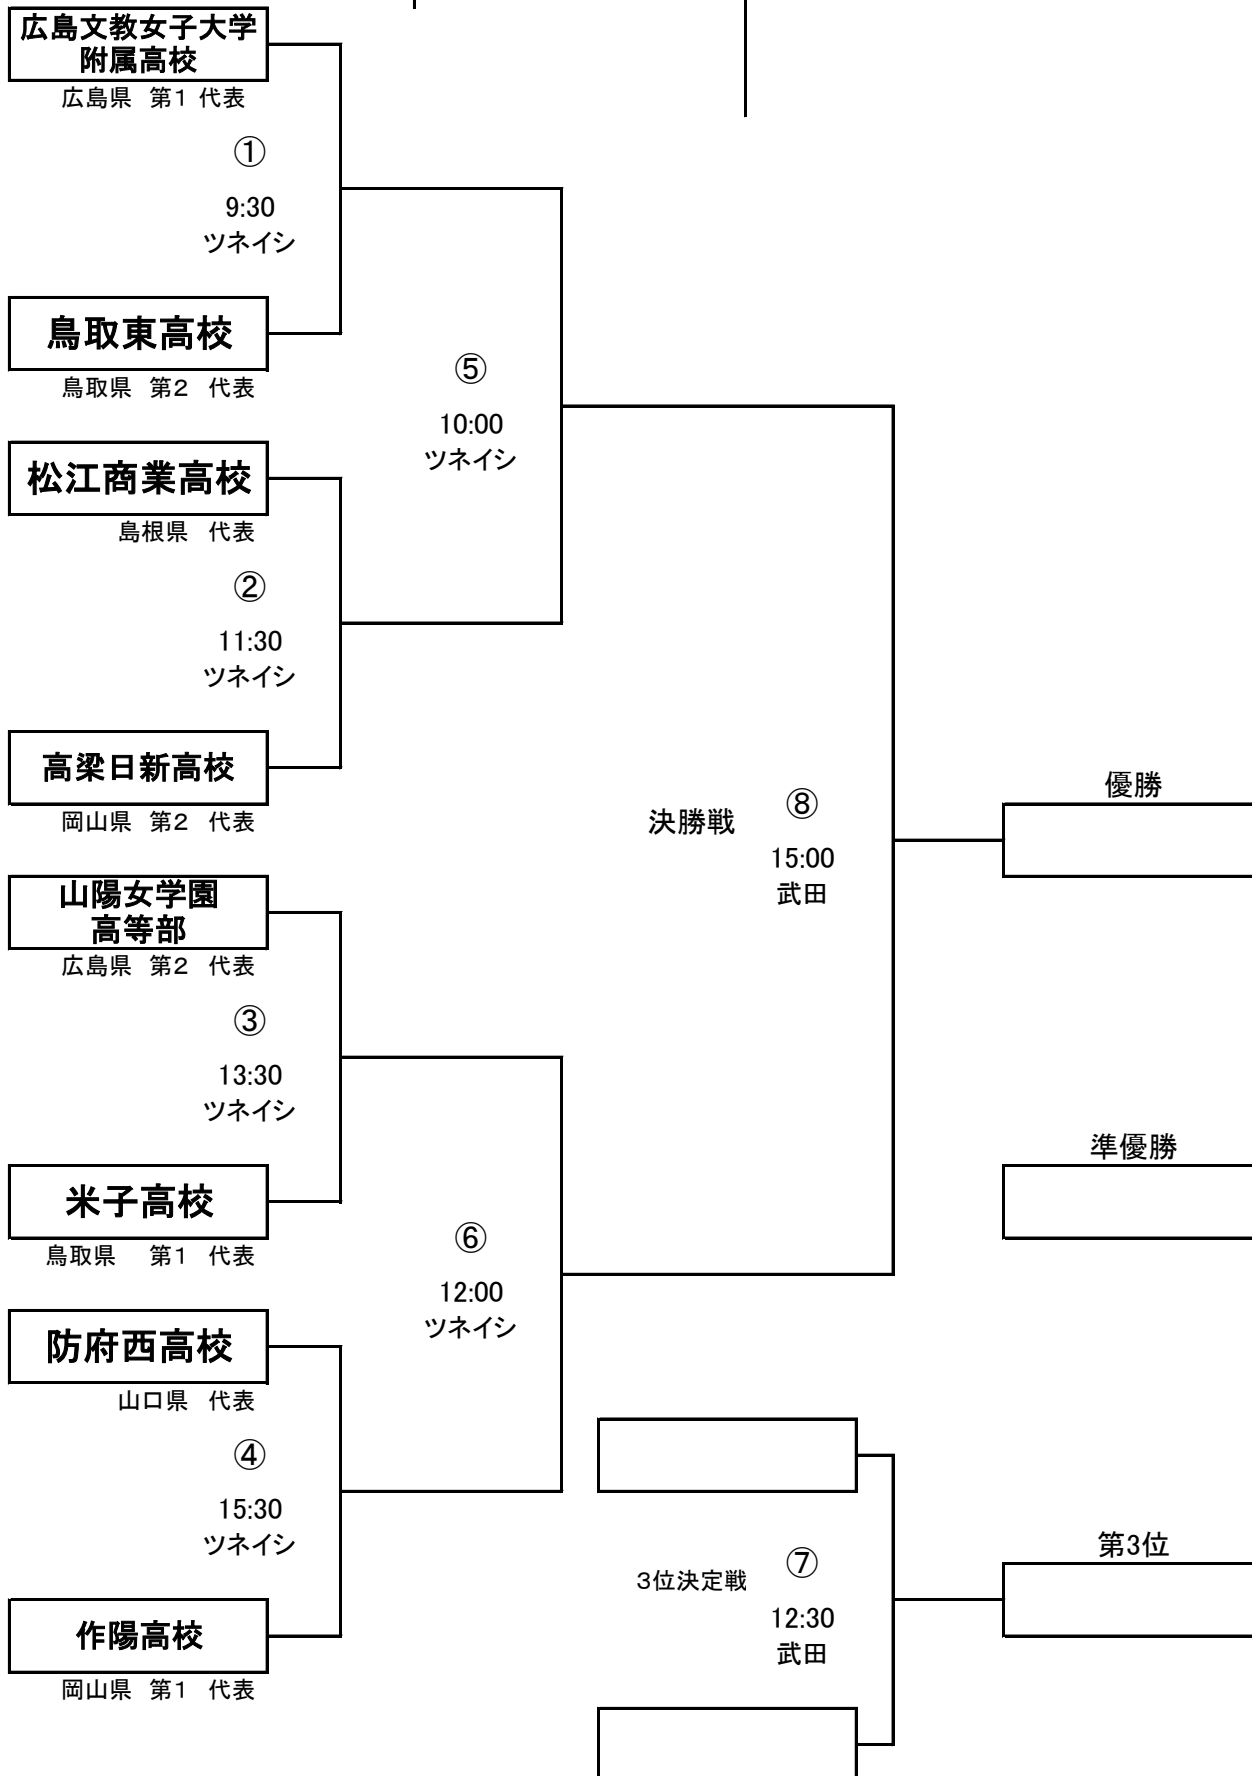 広島文教女子大学
附属高校
広島県 第1 代表
①
9:30
ツネイシ
鳥取東高校
鳥取県 第2 代表
⑤
10:00
ツネイシ
松江商業高校
島根県 代表
②
11:30
ツネイシ
高梁日新高校
岡山県 第2 代表
決勝戦
⑧
15:00
武田
優勝
山陽女学園
高等部
広島県 第2 代表
③
13:30
ツネイシ
準優勝
米子高校
鳥取県 第1 代表
⑥
12:00
ツネイシ
防府西高校
山口県 代表
④
15:30
ツネイシ
3位決定戦
⑦
12:30
武田
第3位
作陽高校
岡山県 第1 代表